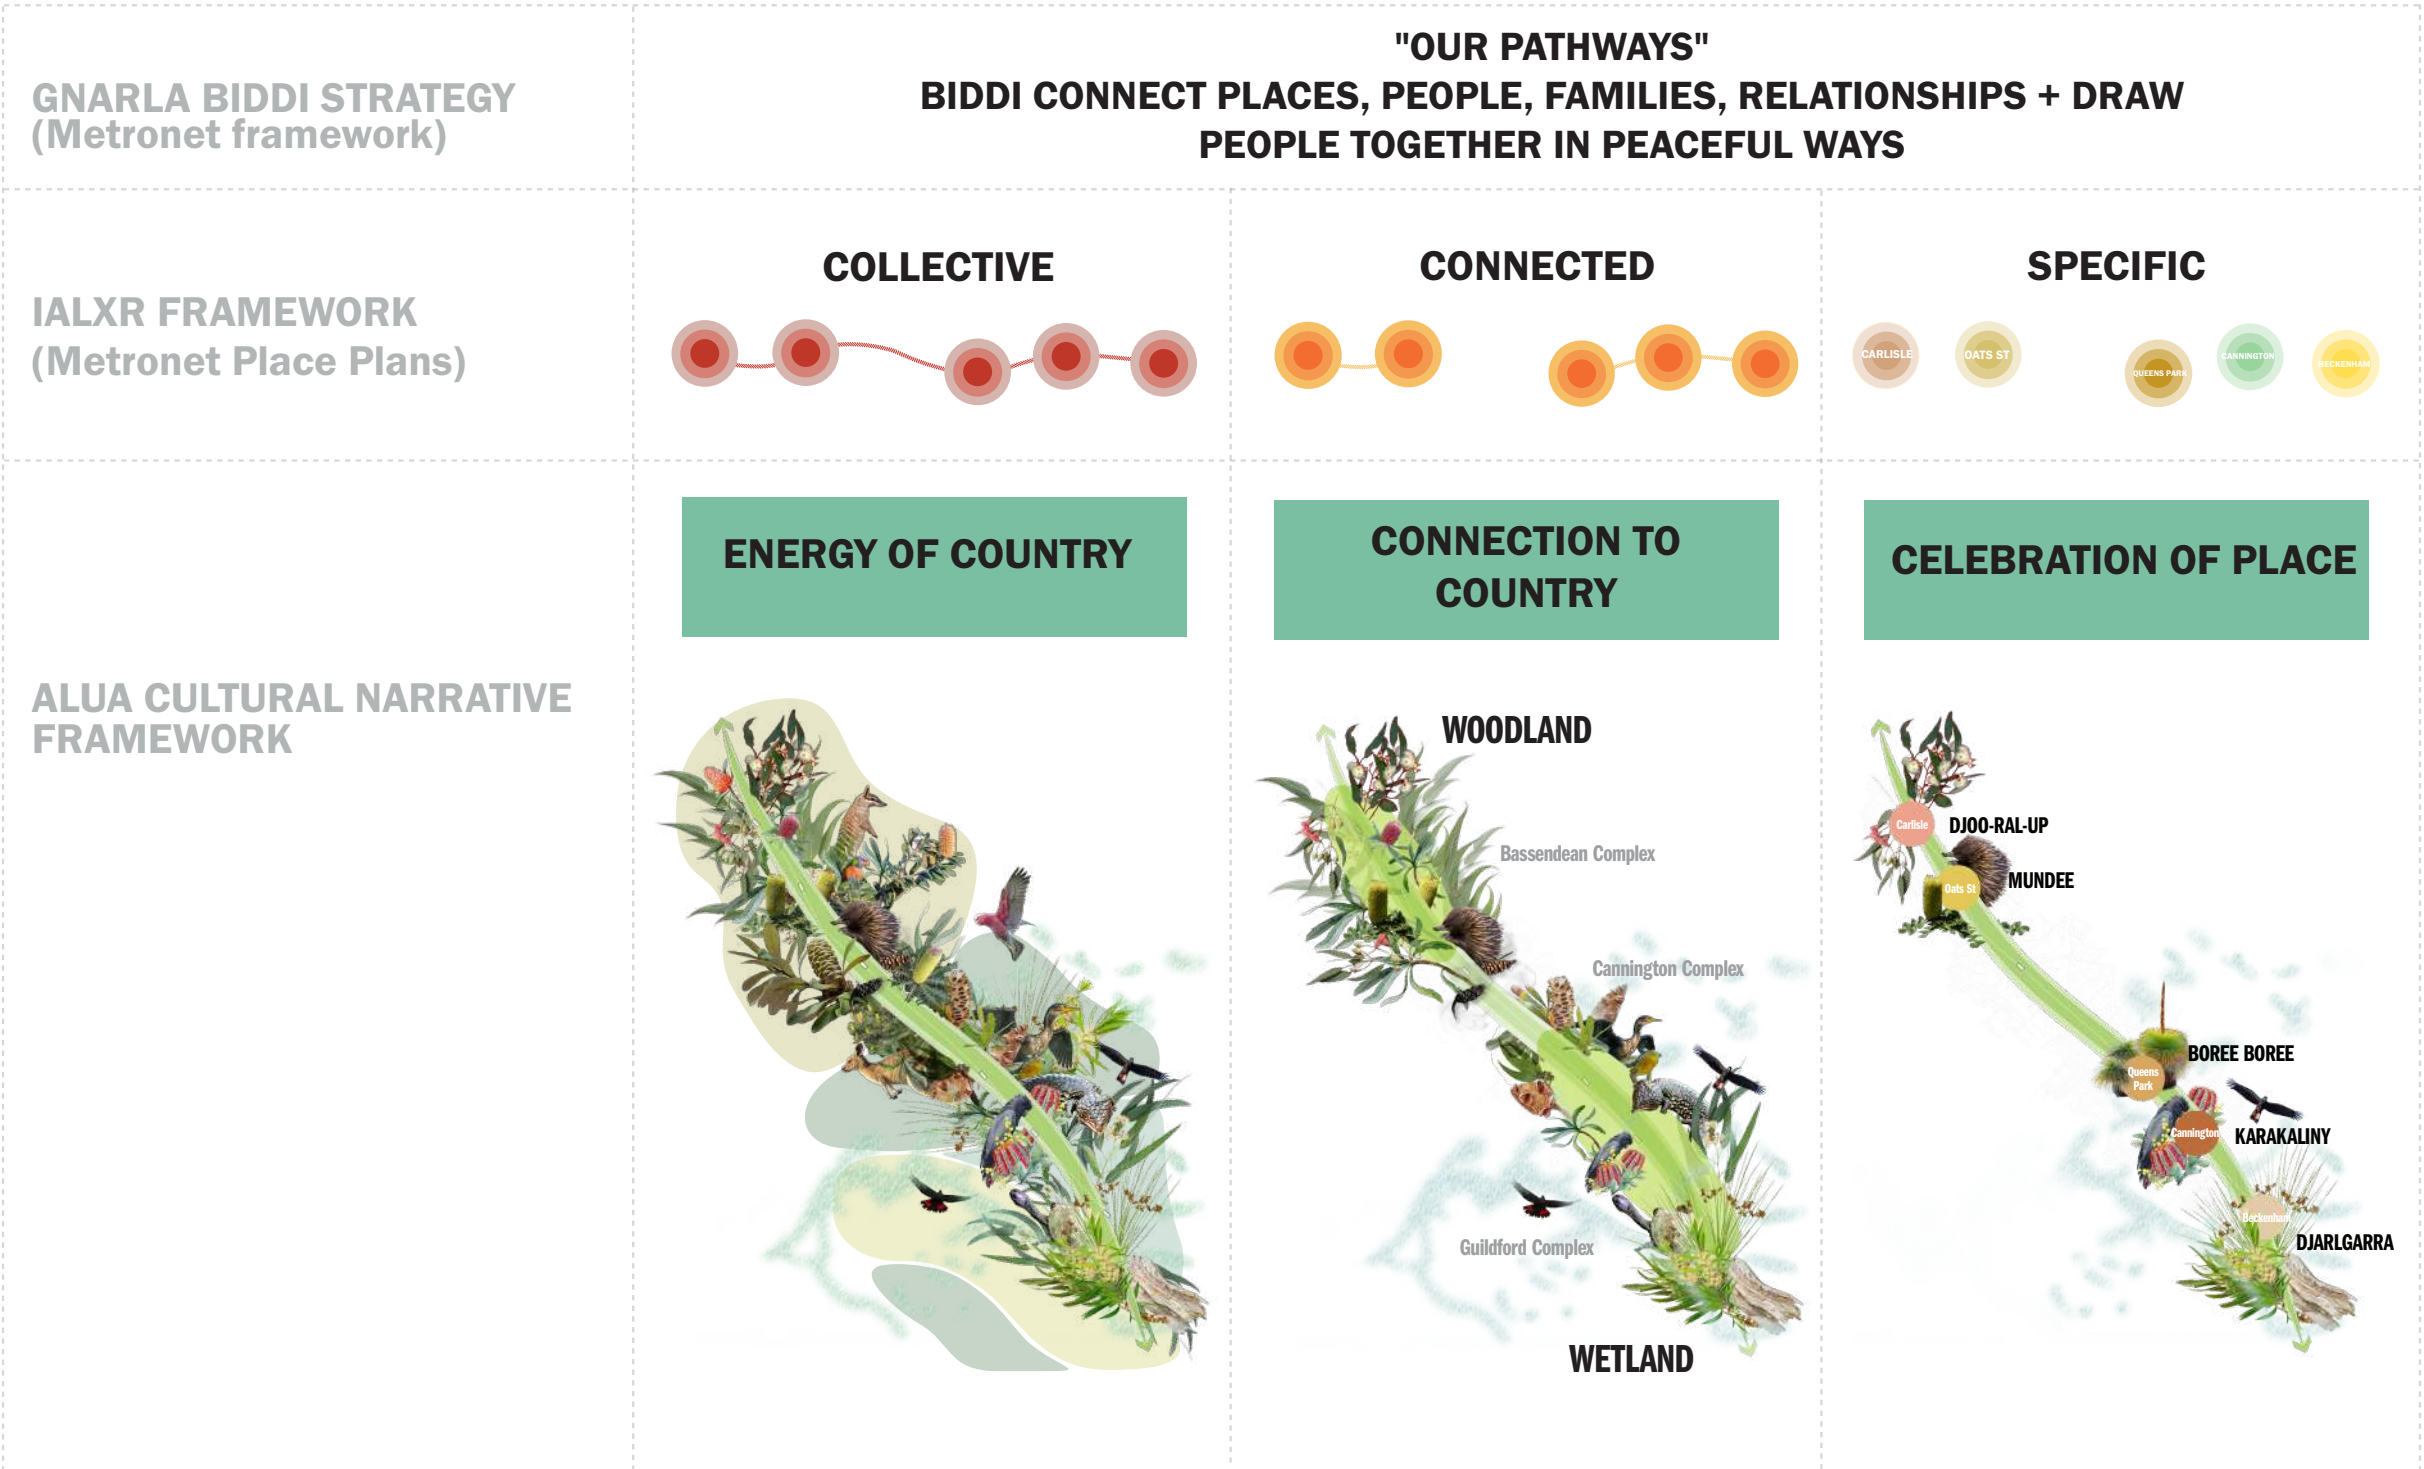 GNARLA BIDDI STRATEGY
(Metronet framework)
"OUR PATHWAYS"
BIDDI CONNECT PLACES, PEOPLE, FAMILIES, RELATIONSHIPS + DRAW
PEOPLE TOGETHER IN PEACEFUL WAYS
IALXR FRAMEWORK
(Metronet Place Plans)
COLLECTIVE
CONNECTED
SPECIFIC
CARLISLE
OATS ST
QUEENS PARK
CANNINGTON
BECKENHAM
ALUA CULTURAL NARRATIVE
FRAMEWORK
ENERGY OF COUNTRY
CONNECTION TO
COUNTRY
CELEBRATION OF PLACE
WOODLAND
Bassendean Complex
Cannington Complex
Guildford Complex
WETLAND
Carlisle
DJOO-RAL-UP
Oats St
MUNDEE
Queens
Park
BOREE BOREE
Cannington
KARAKALINY
Beckenham
DJARLGARRA